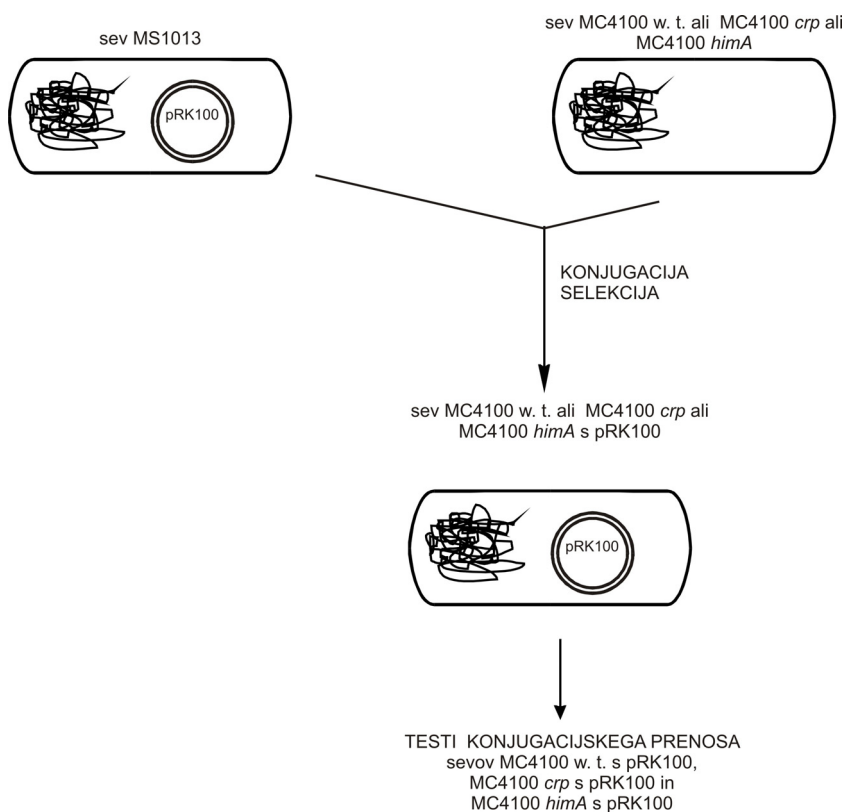 sev MS1013
pRK100
sev MC4100 w. t. ali MC4100 crp ali
MC4100 himA
KONJUGACIJA
SELEKCIJA
sev MC4100 w. t. ali MC4100 crp ali
MC4100 himA s pRK100
pRK100
TESTI KONJUGACIJSKEGA PRENOSA
sevov MC4100 w. t. s pRK100,
MC4100 crp s pRK100 in
MC4100 himA s pRK100